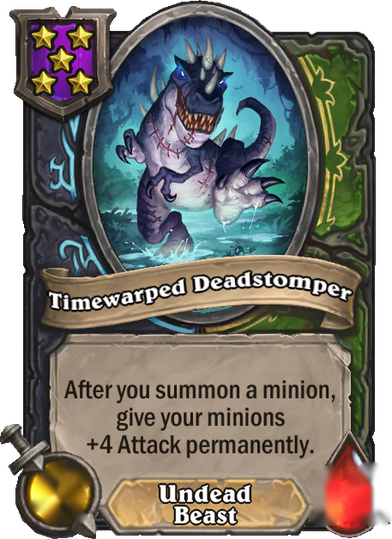 Timewarped Deadstomper
After you summon a minion,
give your minions
+4 Attack permanently.
Undead
Beast